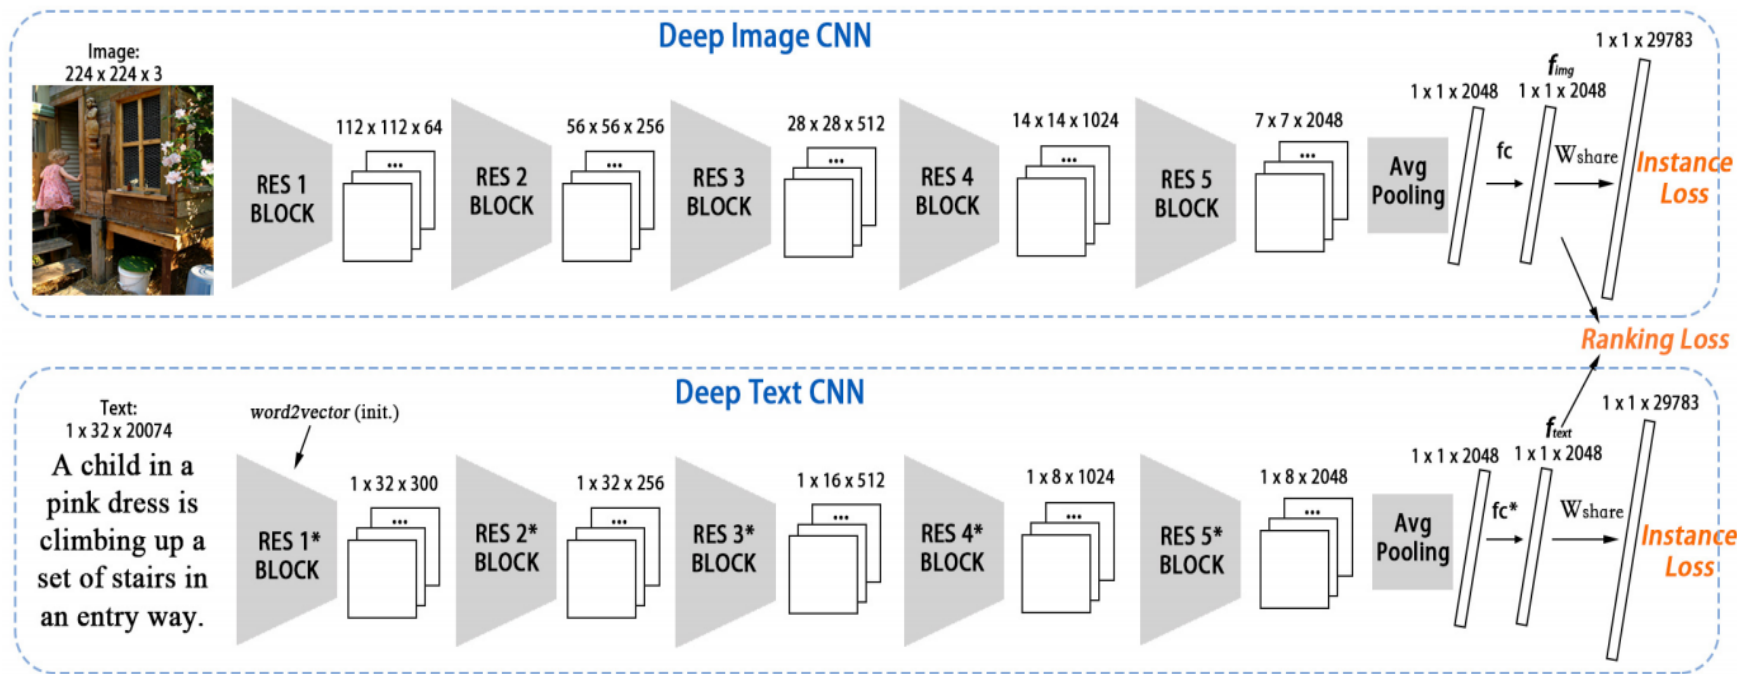 Deep Image CNN
Image:
224 x 224 x 3
RES 1
BLOCK
112 x 112 x 64
...
RES 2
BLOCK
56 x 56 x 256
...
RES 3
BLOCK
28 x 28 x 512
...
RES 4
BLOCK
14 x 14 x 1024
...
RES 5
BLOCK
7 x 7 x 2048
...
Avg
Pooling
1 x 1 x 2048
fc
fimg
1 x 1 x 2048
Wshare
1 x 1 x 29783
Instance
Loss
Ranking Loss
Deep Text CNN
Text:
1 x 32 x 20074
A child in a
pink dress is
climbing up a
set of stairs in
an entry way.
word2vector (init.)
RES 1*
BLOCK
1 x 32 x 300
...
RES 2*
BLOCK
1 x 32 x 256
...
RES 3*
BLOCK
1 x 16 x 512
...
RES 4*
BLOCK
1 x 8 x 1024
...
RES 5*
BLOCK
1 x 8 x 2048
...
Avg
Pooling
1 x 1 x 2048
fc*
ftext
1 x 1 x 2048
Wshare
1 x 1 x 29783
Instance
Loss